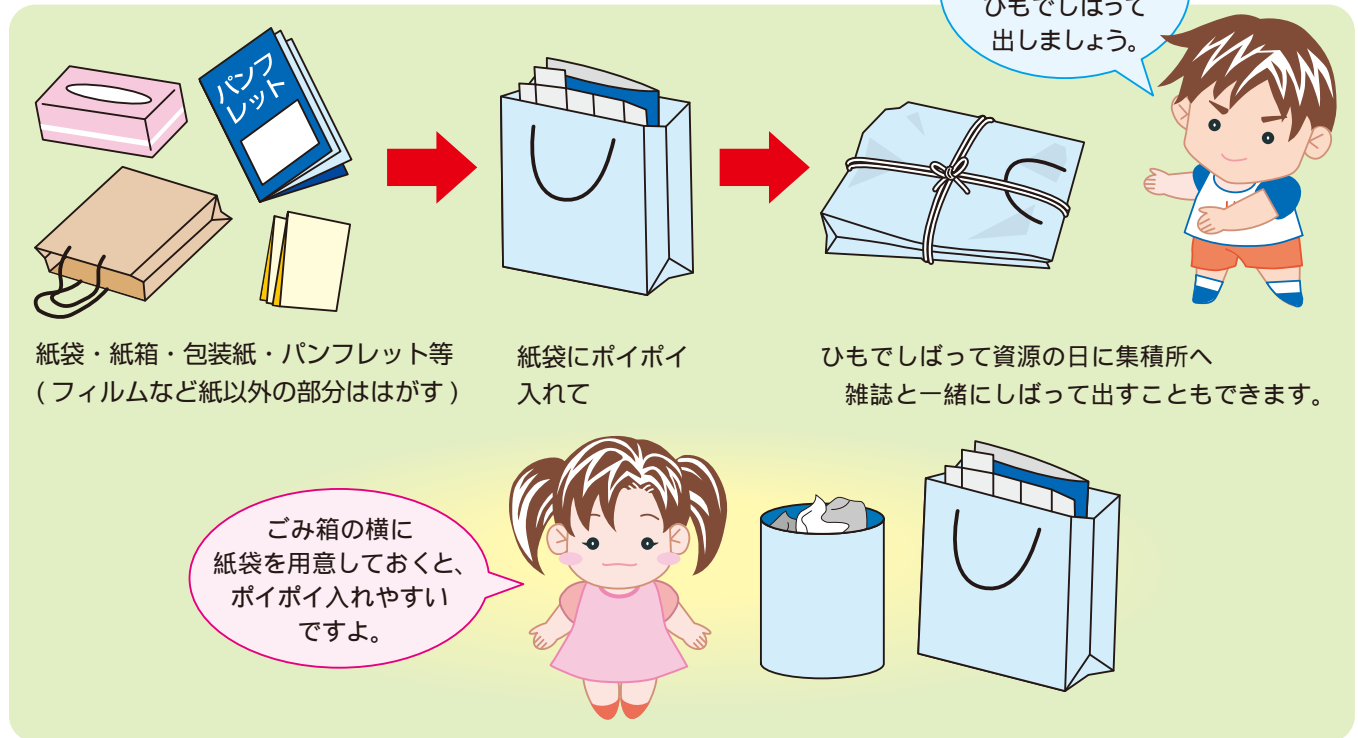 ひもでしばって
出しましょう。
パンフ
レット
紙袋・紙箱・包装紙・パンフレット等
(フィルムなど紙以外の部分ははがす)
紙袋にポイポイ
入れて
ひもでしばって資源の日に集積所へ
雑誌と一緒にしばって出すこともできます。
ごみ箱の横に
紙袋を用意しておくと、
ポイポイ入れやすい
ですよ。